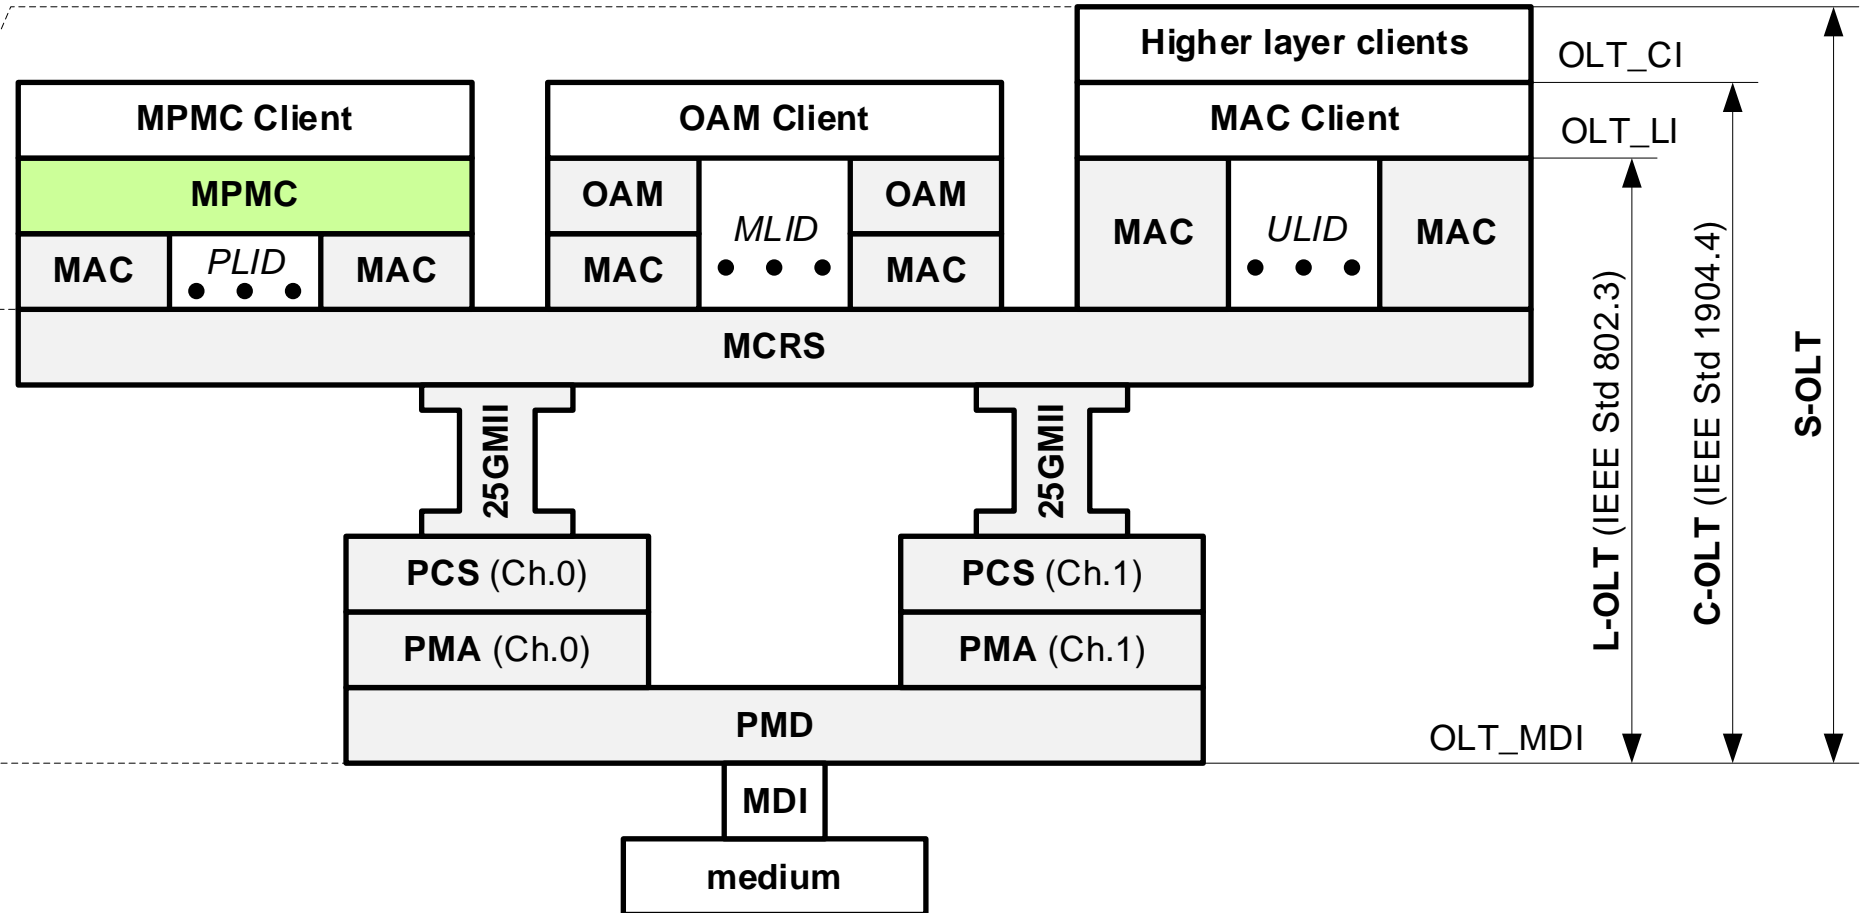 Higher layer clients
OLT_CI
MPMC Client
OAM Client
MAC Client
OLT_LI
MPMC
OAM
OAM
MAC
PLID
MAC
MAC
MLID
MAC
MAC
ULID
MAC
MCRS
25GMII
25GMII
L-OLT (IEEE Std 802.3)
C-OLT (IEEE Std 1904.4)
S-OLT
PCS (Ch.0)
PCS (Ch.1)
PMA (Ch.0)
PMA (Ch.1)
PMD
OLT_MDI
MDI
medium